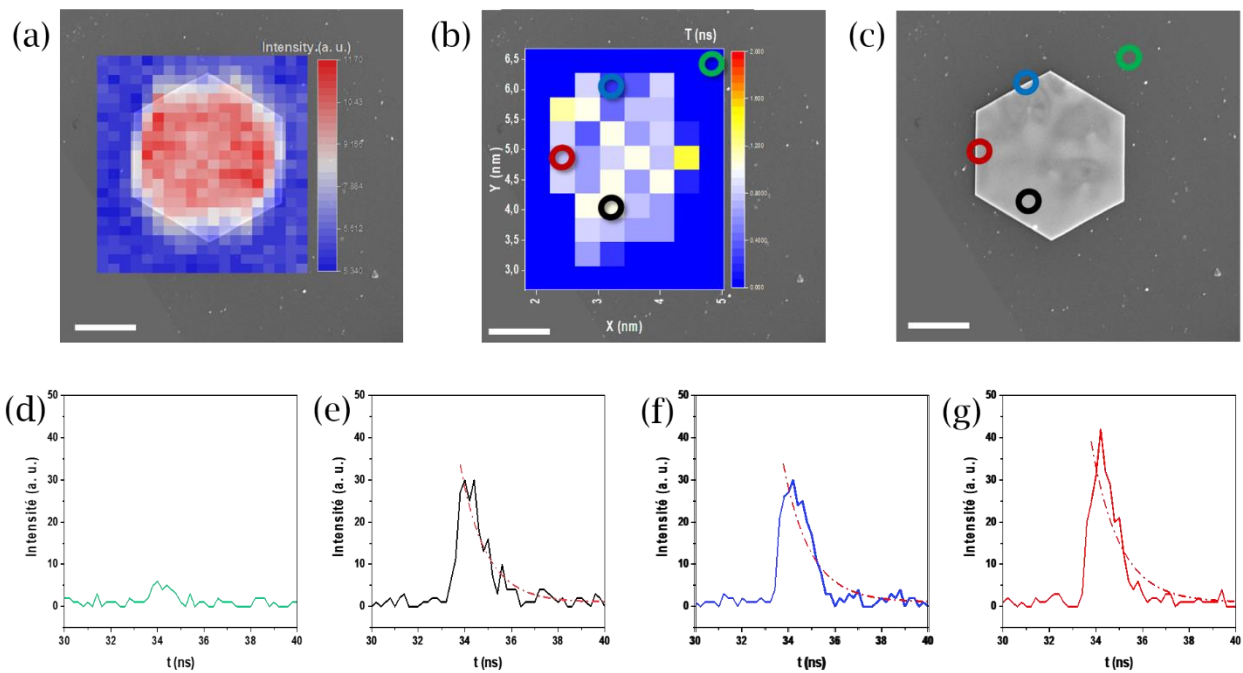 (a)
Intensity (a. u.)
11.70
10.43
9.156
7.884
6.612
5.340
(b)
T (ns)
6,5
6,0
5,5
5,0
4,5
4,0
3,5
3,0
Y (nm)
2
3
4
5
X (nm)
2.000
1.600
1.200
0.8000
0.4000
0.000
(c)
(d)
50
40
30
20
10
0
Intensité (a. u.)
30 32 34 36 38 40
t (ns)
(e)
50
40
30
20
10
0
Intensité (a. u.)
30 32 34 36 38 40
t (ns)
(f)
50
40
30
20
10
0
Intensité (a. u.)
30 32 34 36 38 40
t (ns)
(g)
50
40
30
20
10
0
Intensité (a. u.)
30 32 34 36 38 40
t (ns)